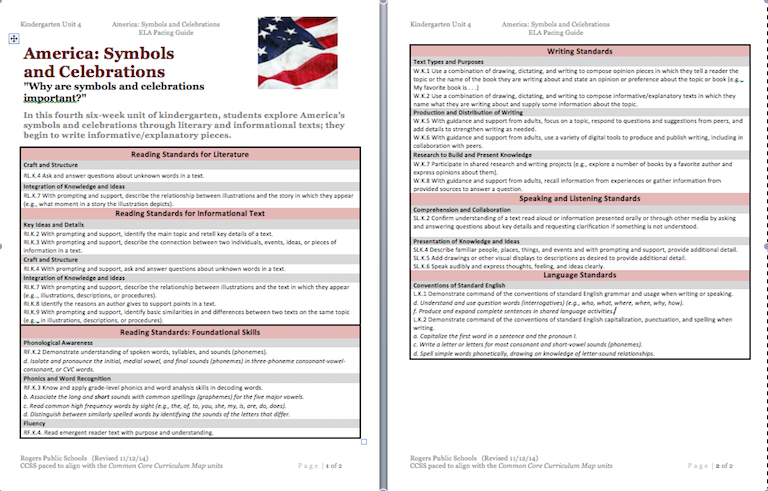 Kindergarten Unit 4
America: Symbols and Celebrations
ELA Pacing Guide
America: Symbols
and Celebrations
"Why are symbols and celebrations
important?"
In this fourth six-week unit of kindergarten, students explore America's
symbols and celebrations through literary and informational texts; they
begin to write informative/explanatory pieces.
Reading Standards for Literature
Craft and Structure
RL.K.4 Ask and answer questions about unknown words in a text.
Integration of Knowledge and Ideas
RL.K.7 With prompting and support, describe the relationship between illustrations and the story in which they appear
(e.g., what moment in a story the illustration depicts).
Reading Standards for Informational Text
Key Ideas and Details
RI.K.2 With prompting and support, identify the main topic and retell key details of a text.
RI.K.3 With prompting and support, describe the connection between two individuals, events, ideas, or pieces of
information in a text.
Craft and Structure
RI.K.4 With prompting and support, ask and answer questions about unknown words in a text.
Integration of Knowledge and Ideas
RI.K.7 With prompting and support, describe the relationship between illustrations and the text in which they appear
(e.g.., illustrations, descriptions, or procedures).
RI.K.8 Identify the reasons an author gives to support points in a text.
RI.K.9 With prompting and support, identify basic similarities in and differences between two texts on the same topic
(e.g., in illustrations, descriptions, or procedures).
Reading Standards: Foundational Skills
Phonological Awareness
RF.K.2 Demonstrate understanding of spoken words, syllables, and sounds (phonemes).
d. Isolate and pronounce the initial, medial vowel, and final sounds (phonemes) in three-phoneme consonant-vowel-
consonant, or CVC words.
Phonics and Word Recognition
RF.K.3 Know and apply grade-level phonics and word analysis skills in decoding words.
b. Associate the long and short sounds with common spellings (graphemes) for the five major vowels.
c. Read common high frequency words by sight (e.g., the, of, to, you, she, my, is, are, do, does).
d. Distinguish between similarly spelled words by identifying the sounds of the letters that differ.
Fluency
RF.K.4. Read emergent reader text with purpose and understanding.
Rogers Public Schools (Revised 11/12/14)
CCSS paced to align with the Common Core Curriculum Map units
Page | 1 of 2
Kindergarten Unit 4
America: Symbols and Celebrations
ELA Pacing Guide
Writing Standards
Text Types and Purposes
W.K.1 Use a combination of drawing, dictating, and writing to compose opinion pieces in which they tell a reader the
topic or the name of the book they are writing about and state an opinion or preference about the topic or book (e.g.,
My favorite book is . . .)
W.K.2 Use a combination of drawing, dictating, and writing to compose informative/explanatory texts in which they
name what they are writing about and supply some information about the topic.
Production and Distribution of Writing
W.K.5 With guidance and support from adults, focus on a topic, respond to questions and suggestions from peers, and
add details to strengthen writing as needed.
W.K.6 With guidance and support from adults, use a variety of digital tools to produce and publish writing, including in
collaboration with peers.
Research to Build and Present Knowledge
W.K.7 Participate in shared research and writing projects (e.g., explore a number of books by a favorite author and
express opinions about them).
W.K.8 With guidance and support from adults, recall information from experiences or gather information from
provided sources to answer a question.
Speaking and Listening Standards
Comprehension and Collaboration
SL.K.2 Confirm understanding of a text read aloud or information presented orally or through other media by asking
and answering questions about key details and requesting clarification if something is not understood.
Presentation of Knowledge and Ideas
SLK.4 Describe familiar people, places, things, and events and with prompting and support, provide additional detail.
SL.K.5 Add drawings or other visual displays to descriptions as desired to provide additional detail.
SL.K.6 Speak audibly and express thoughts, feeling, and ideas clearly.
Language Standards
Conventions of Standard English
L.K.1 Demonstrate command of the conventions of standard English grammar and usage when writing or speaking.
d. Understand and use question words (interrogatives) (e.g., who, what, where, when, why, how).
f. Produce and expand complete sentences in shared language activities.
L.K.2 Demonstrate command of the conventions of standard English capitalization, punctuation, and spelling when
writing.
a. Capitalize the first word in a sentence and the pronoun I.
c. Write a letter or letters for most consonant and short-vowel sounds (phonemes).
d. Spell simple words phonetically, drawing on knowledge of letter-sound relationships.
Rogers Public Schools (Revised 11/12/14)
CCSS paced to align with the Common Core Curriculum Map units
Page | 2 of 2